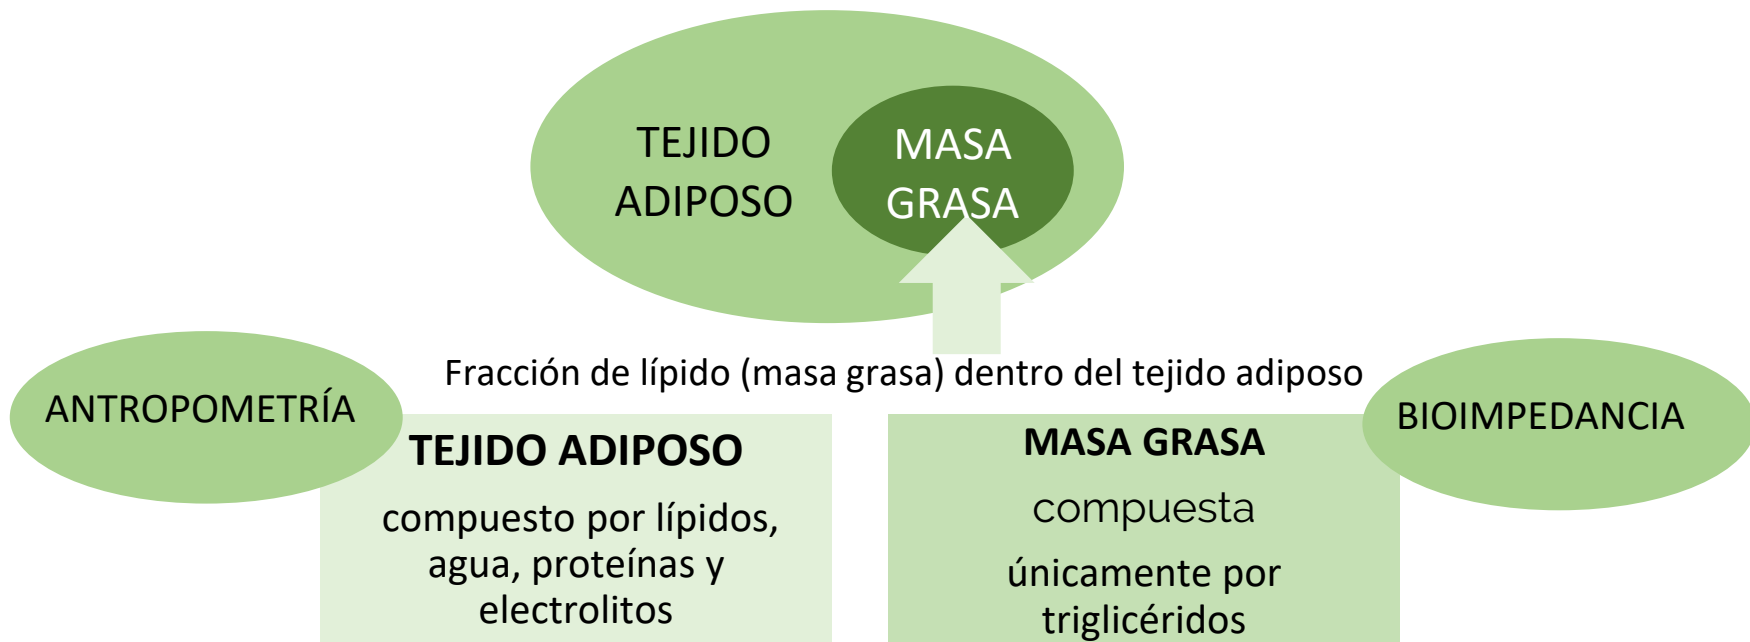 TEJIDO
ADIPOSO
MASA
GRASA
Fracción de lípido (masa grasa) dentro del tejido adiposo
ANTROPOMETRÍA
TEJIDO ADIPOSO
compuesto por lípidos,
agua, proteínas y
electrolitos
MASA GRASA
compuesta
únicamente por
triglicéridos
BIOIMPEDANCIA